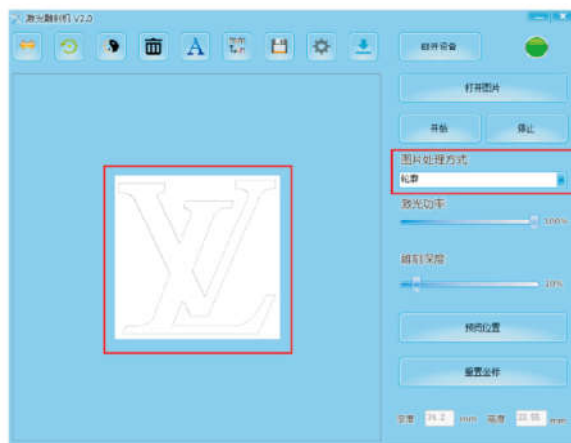 激光雕刻机 V2.0
断开设备
打开图片
开始
停止
图片处理方式
轮廓
激光功率
100%
雕刻深度
10%
预览位置
重置坐标
宽度
mm
高度
mm